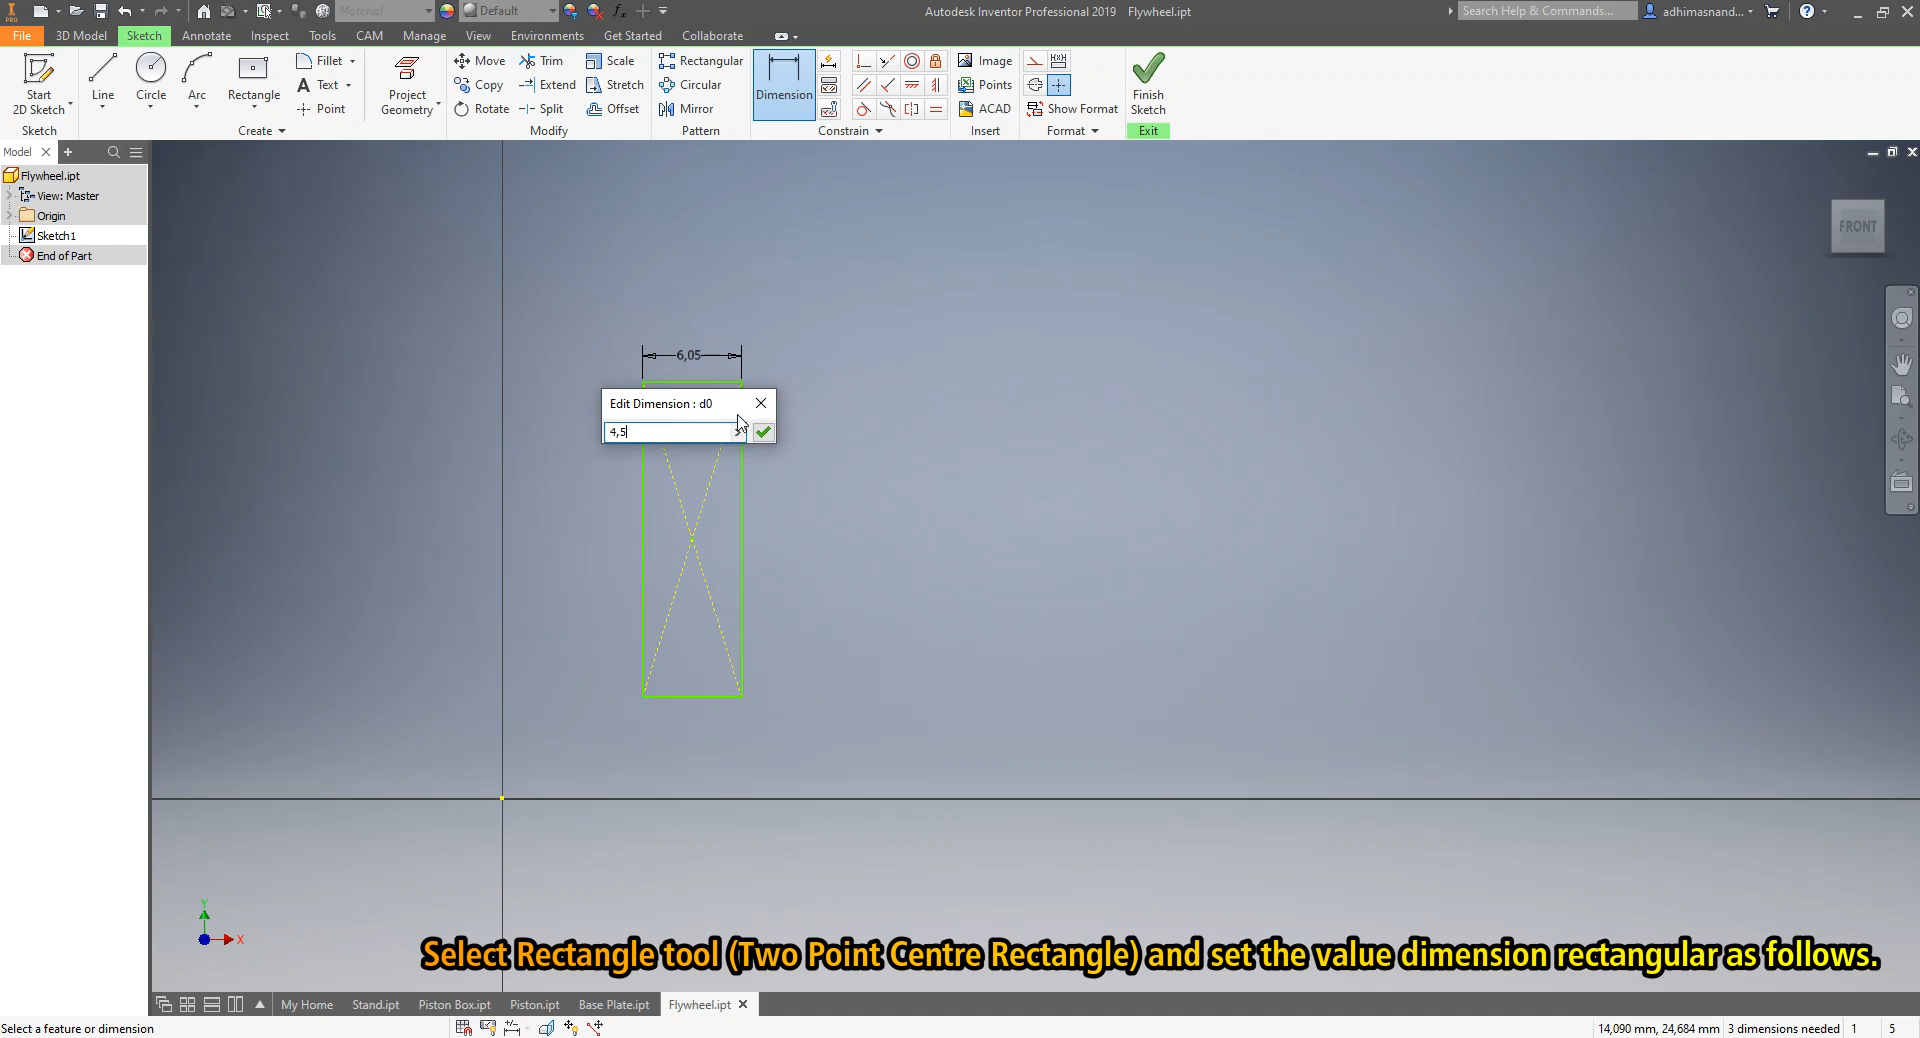 PRO Material Default Autodesk Inventor Professional 2019 Flywheel.ipt Search Help & Commands... adhimasnand...
File 3D Model Sketch Annotate Inspect Tools CAM Manage View Environments Get Started Collaborate
Start 2D Sketch Line Circle Arc Rectangle Fillet Text Point Project Geometry Move Copy Rotate Trim Extend Split Scale Stretch Offset Rectangular Circular Mirror Dimension Image Points ACAD Show Format Finish Sketch
Sketch Create Modify Pattern Constrain Insert Format Exit
Model
Flywheel.ipt
View: Master
Origin
Sketch1
End of Part
FRONT
6,05
Edit Dimension : d0
4,5
Y
X
Select Rectangle tool (Two Point Centre Rectangle) and set the value dimension rectangular as follows.
My Home Stand.ipt Piston Box.ipt Piston.ipt Base Plate.ipt Flywheel.ipt
Select a feature or dimension 14,090 mm, 24,684 mm 3 dimensions needed 1 5